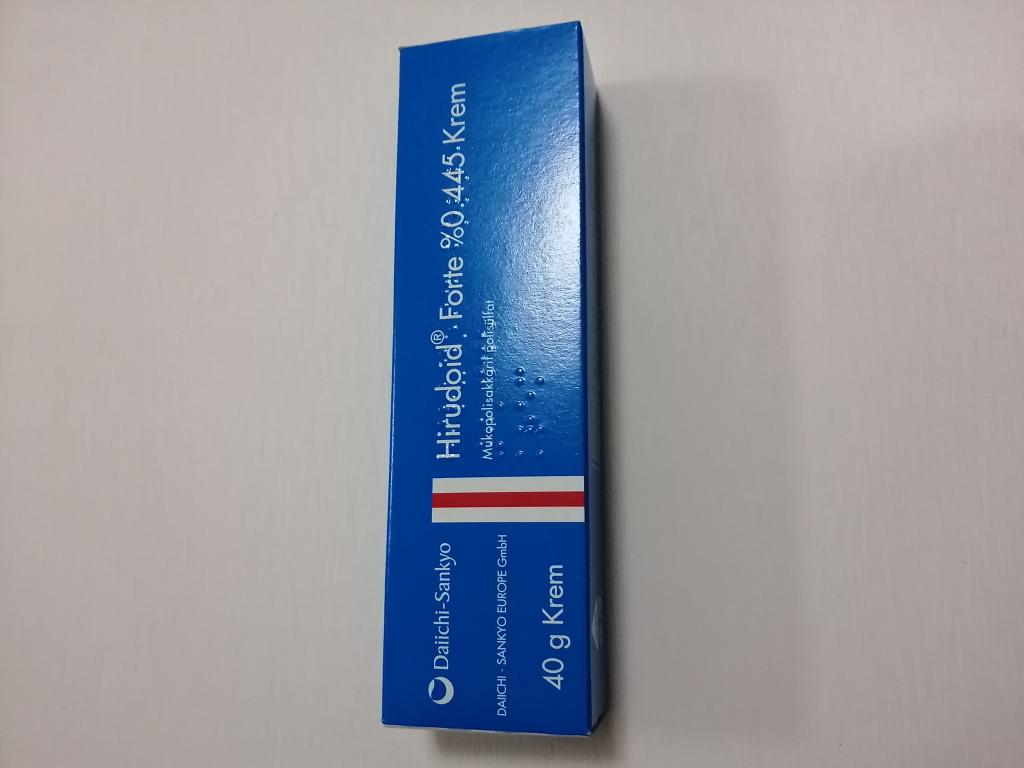 Hirudoid® Forte %0.445 Krem
Mukopolisakkarit polisülfat
Daiichi-Sankyo
DAIICHI - SANKYO EUROPE GmbH
40 g Krem